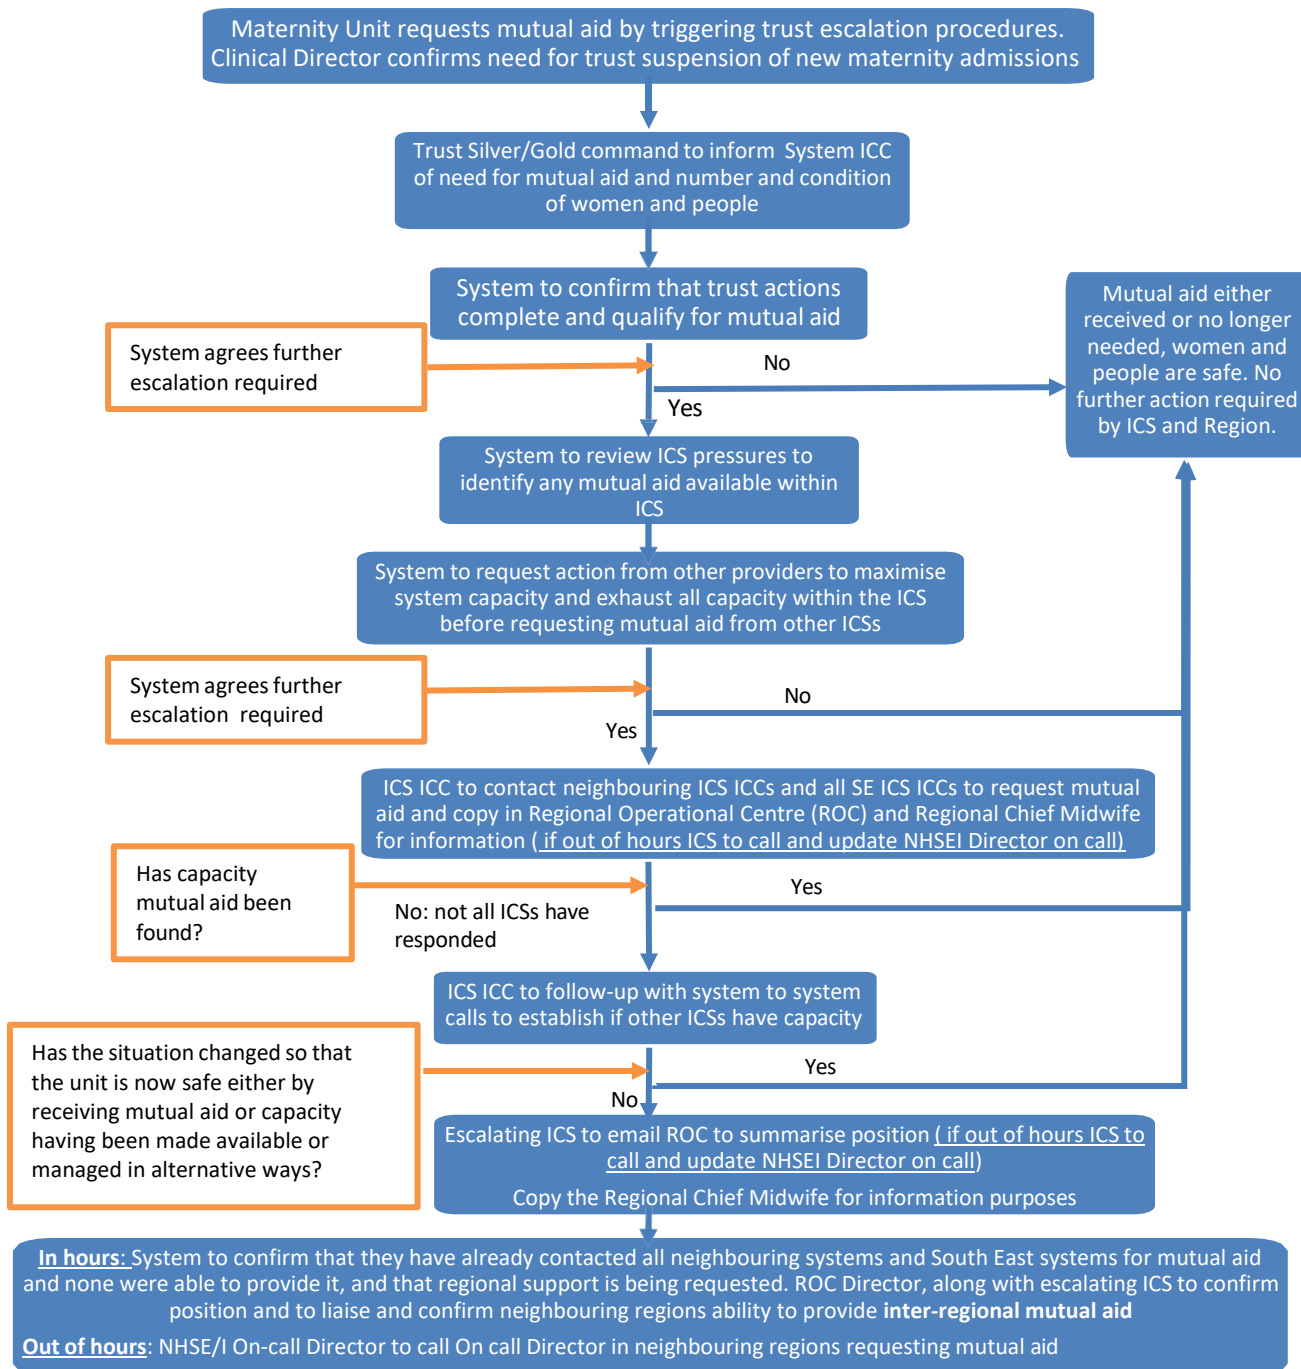 Maternity Unit requests mutual aid by triggering trust escalation procedures.
Clinical Director confirms need for trust suspension of new maternity admissions
Trust Silver/Gold command to inform System ICC
of need for mutual aid and number and condition
of women and people
System to confirm that trust actions
complete and qualify for mutual aid
Mutual aid either
received or no longer
needed, women and
people are safe. No
further action required
by ICS and Region.
System agrees further
escalation required
No
Yes
System to review ICS pressures to
identify any mutual aid available within
ICS
System to request action from other providers to maximise
system capacity and exhaust all capacity within the ICS
before requesting mutual aid from other ICSs
System agrees further
escalation required
No
Yes
ICS ICC to contact neighbouring ICS ICCs and all SE ICS ICCs to request mutual
aid and copy in Regional Operational Centre (ROC) and Regional Chief Midwife
for information ( if out of hours ICS to call and update NHSEI Director on call)
Has capacity
mutual aid been
found?
Yes
No: not all ICSs have
responded
ICS ICC to follow-up with system to system
calls to establish if other ICSs have capacity
Has the situation changed so that
the unit is now safe either by
receiving mutual aid or capacity
having been made available or
managed in alternative ways?
Yes
No
Escalating ICS to email ROC to summarise position ( if out of hours ICS to
call and update NHSEI Director on call)
Copy the Regional Chief Midwife for information purposes
In hours: System to confirm that they have already contacted all neighbouring systems and South East systems for mutual aid
and none were able to provide it, and that regional support is being requested. ROC Director, along with escalating ICS to confirm
position and to liaise and confirm neighbouring regions ability to provide inter-regional mutual aid
Out of hours: NHSE/I On-call Director to call On call Director in neighbouring regions requesting mutual aid